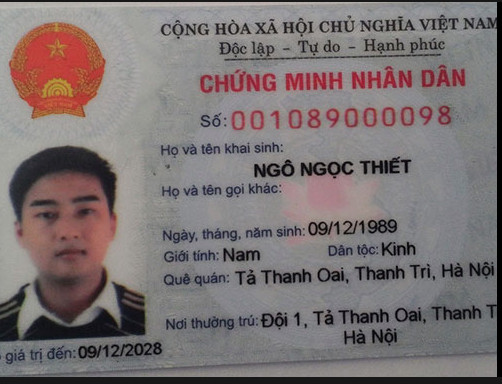 CỘNG HÒA XÃ HỘI CHỦ NGHĨA VIỆT NAM
Độc lập - Tự do - Hạnh phúc
CHỨNG MINH NHÂN DÂN
Số: 001089000098
Họ và tên khai sinh:
NGÔ NGỌC THIẾT
Họ và tên gọi khác:
Ngày, tháng, năm sinh: 09/12/1989
Giới tính: Nam Dân tộc: Kinh
Quê quán: Tả Thanh Oai, Thanh Trì, Hà Nội
Nơi thường trú: Đội 1, Tả Thanh Oai, Thanh T
Hà Nội
giá trị đến: 09/12/2028